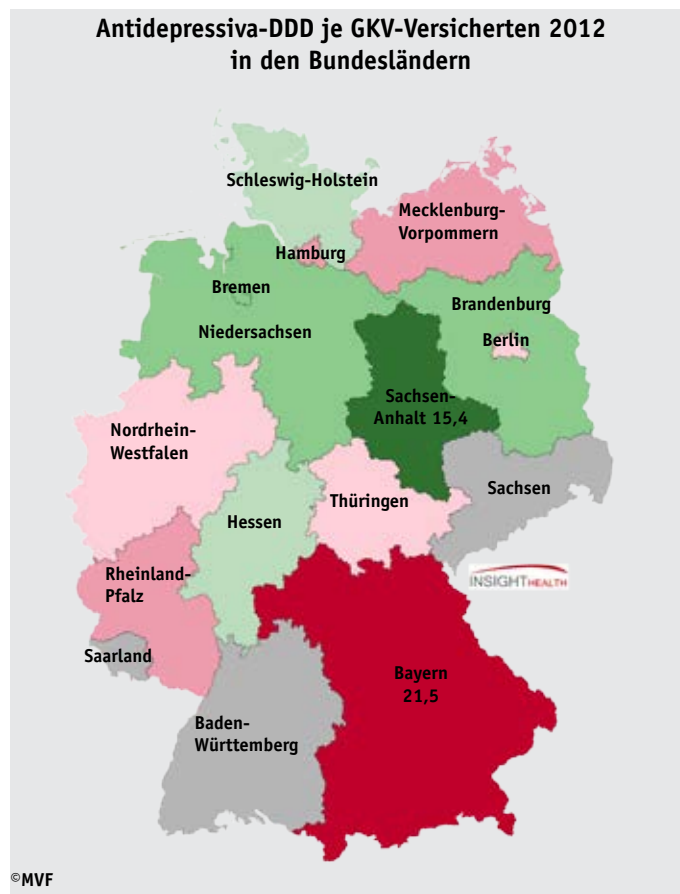 Antidepressiva-DDD je GKV-Versicherten 2012
in den Bundesländern
Schleswig-Holstein
Mecklenburg-
Vorpommern
Hamburg
Bremen
Brandenburg
Niedersachsen
Berlin
Sachsen-
Anhalt 15,4
Nordrhein-
Westfalen
Sachsen
Thüringen
Hessen
Rheinland-
Pfalz
INSIGHT HEALTH
Saarland
Bayern
21,5
Baden-
Württemberg
©MVF